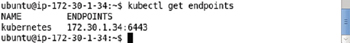 ubuntu@ip-172-30-1-34:~$ kubectl get endpoints
NAME ENDPOINTS
kubernetes 172.30.1.34:6443
ubuntu@ip-172-30-1-34:~$